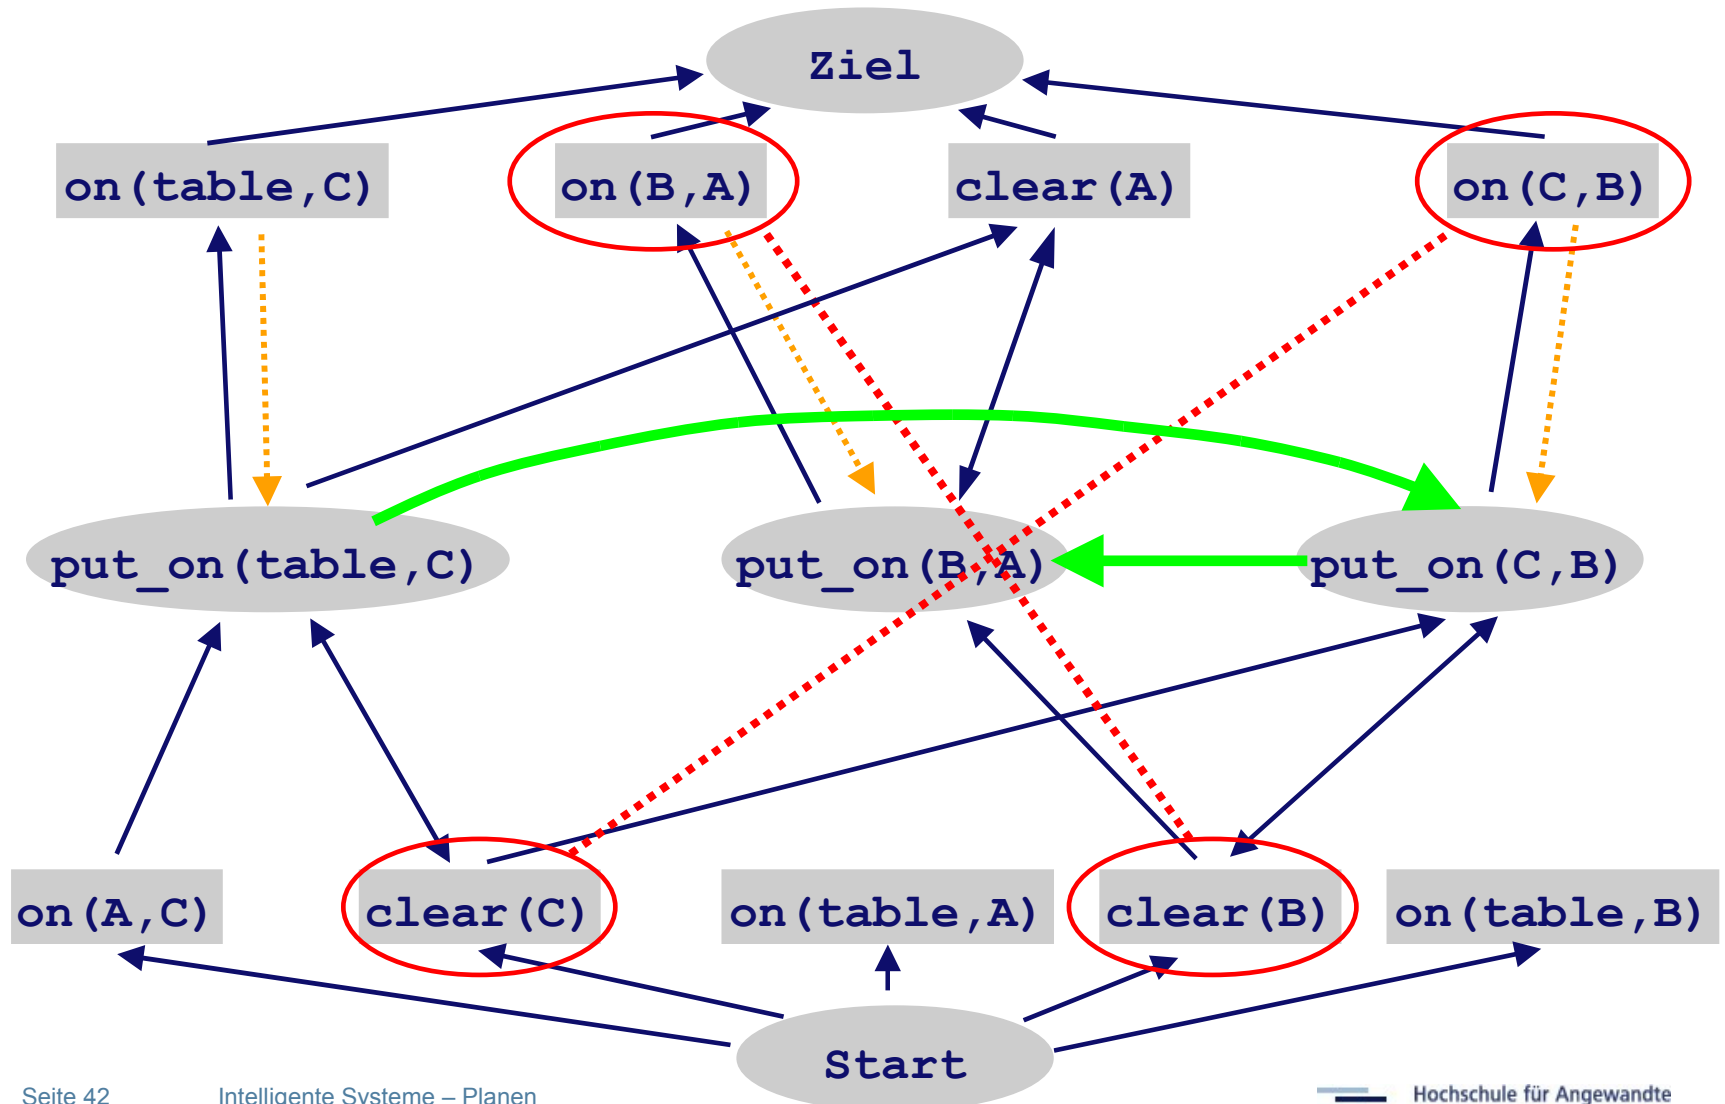 Ziel
on(table,C)
on(B,A)
clear(A)
on(C,B)
put_on(table,C)
put_on(B,A)
put_on(C,B)
on(A,C)
clear(C)
on(table,A)
clear(B)
on(table,B)
Start
Seite 42
Intelligente Systeme – Planen
Hochschule für Angewandte